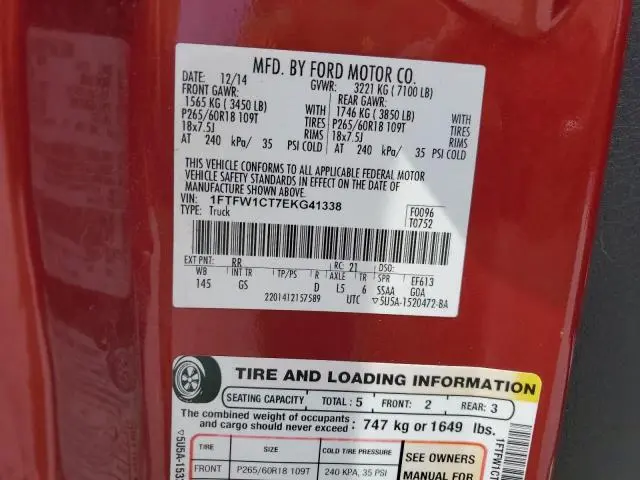 MFD. BY FORD MOTOR CO.
DATE: 12/14 GVWR: 3221 KG ( 7100 LB)
FRONT GAWR: REAR GAWR:
1565 KG ( 3450 LB) WITH 1746 KG ( 3850 LB) WITH
P265/60R18 109T TIRES P265/60R18 109T TIRES
18x7.5J RIMS 18x7.5J RIMS
AT 240 kPa/ 35 PSI COLD AT 240 kPa/ 35 PSI COLD
THIS VEHICLE CONFORMS TO ALL APPLICABLE FEDERAL MOTOR
VEHICLE SAFETY STANDARDS IN EFFECT ON THE DATE OF
MANUFACTURE SHOWN ABOVE.
VIN: 1FTFW1CT7EKG41338 F0096
TYPE: Truck T0752
EXT PNT: RR RC: 21 DSO:
WB INT TR TP/PS R AXLE TR SPR EF613
145 GS D L5 6 SSAA G0A
2201412157589 UTC ▽5U5A-1520472-BA
TIRE AND LOADING INFORMATION
SEATING CAPACITY TOTAL : 5 FRONT: 2 REAR: 3
The combined weight of occupants
and cargo should never exceed : 747 kg or 1649 lbs.
TIRE SIZE COLD TIRE PRESSURE SEE OWNERS
FRONT P265/60R18 109T 240 KPA, 35 PSI MANUAL FOR
▽5U5A-153
1FTFW1CT